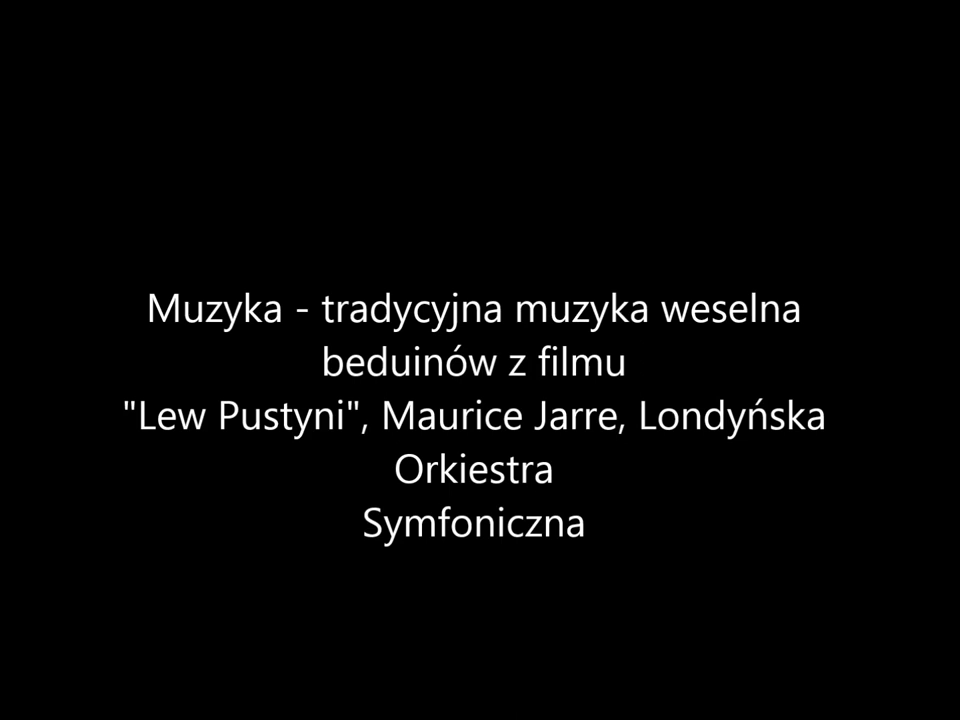 Muzyka - tradycyjna muzyka weselna
beduinów z filmu
"Lew Pustyni", Maurice Jarre, Londyńska
Orkiestra
Symfoniczna